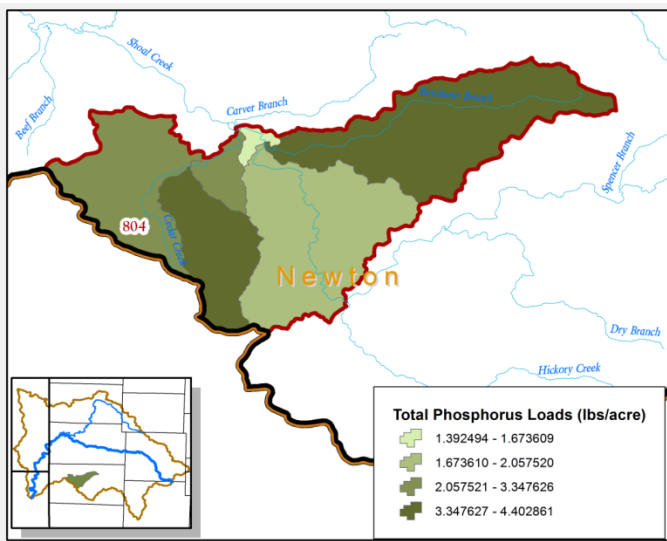 Shoal Creek
Beef Branch
Carver Branch
Spencer Branch
804
Cedar Creek
Newton
Dry Branch
Hickory Creek
Total Phosphorus Loads (lbs/acre)
1.392494 - 1.673609
1.673610 - 2.057520
2.057521 - 3.347626
3.347627 - 4.402861